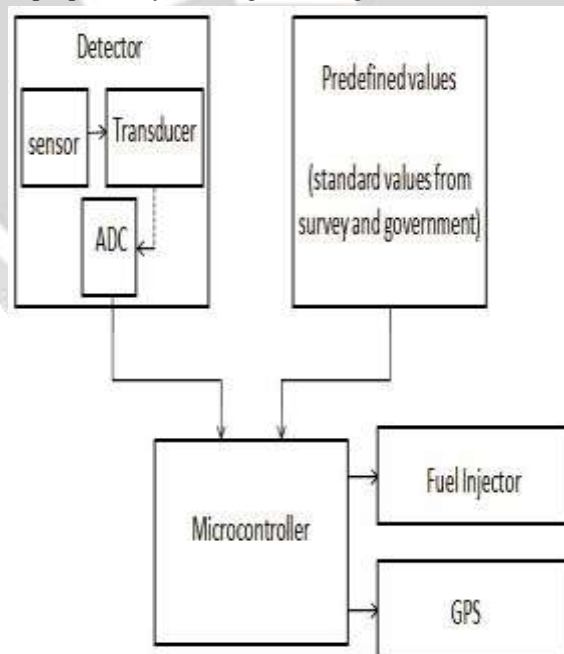 Detector
sensor
Transducer
ADC
Predefined values
(standard values from
survey and government)
Microcontroller
Fuel Injector
GPS